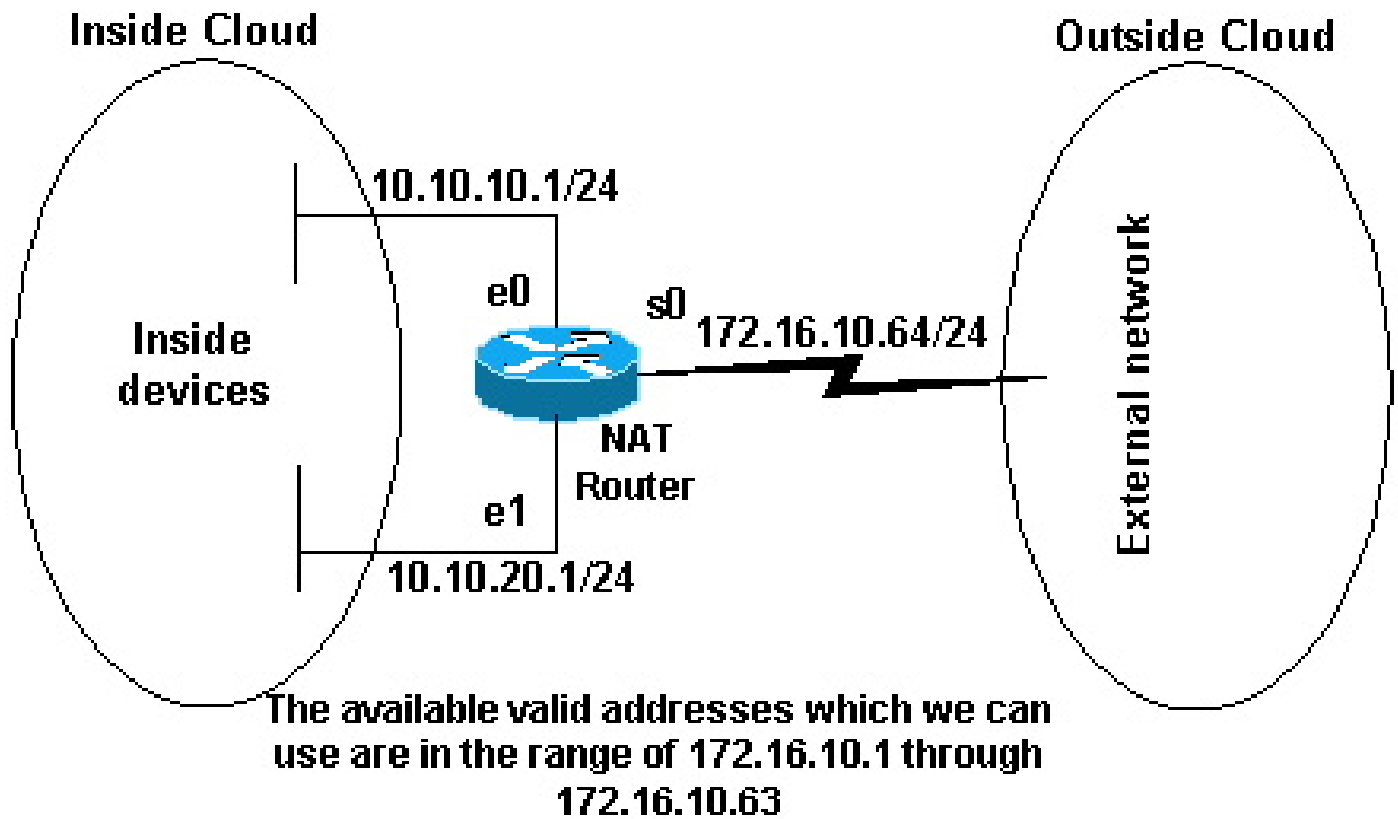 Inside Cloud
Outside Cloud
10.10.10.1/24
e0
s0
172.16.10.64/24
Inside
devices
External network
NAT
Router
e1
10.10.20.1/24
The available valid addresses which we can
use are in the range of 172.16.10.1 through
172.16.10.63